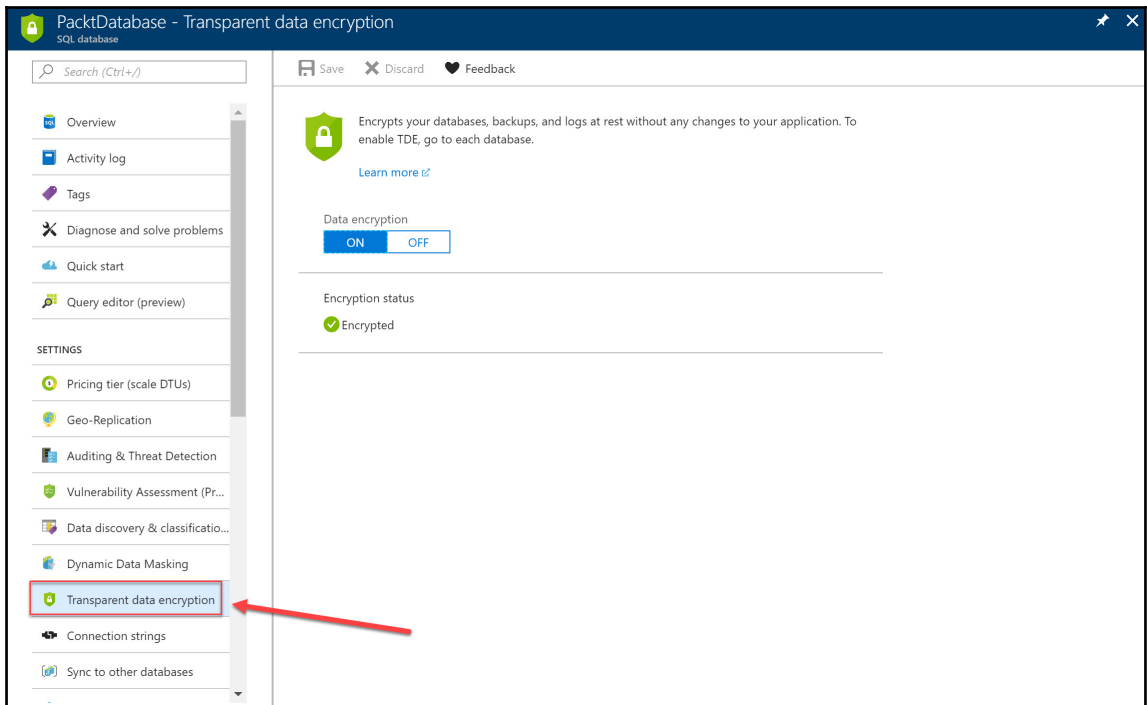 PacktDatabase - Transparent data encryption
SQL database
Search (Ctrl+/)
Overview
Activity log
Tags
Diagnose and solve problems
Quick start
Query editor (preview)
SETTINGS
Pricing tier (scale DTUs)
Geo-Replication
Auditing & Threat Detection
Vulnerability Assessment (Pr...
Data discovery & classificatio...
Dynamic Data Masking
Transparent data encryption
Connection strings
Sync to other databases
Save Discard Feedback
Encrypts your databases, backups, and logs at rest without any changes to your application. To
enable TDE, go to each database.
Learn more
Data encryption
ON OFF
Encryption status
Encrypted